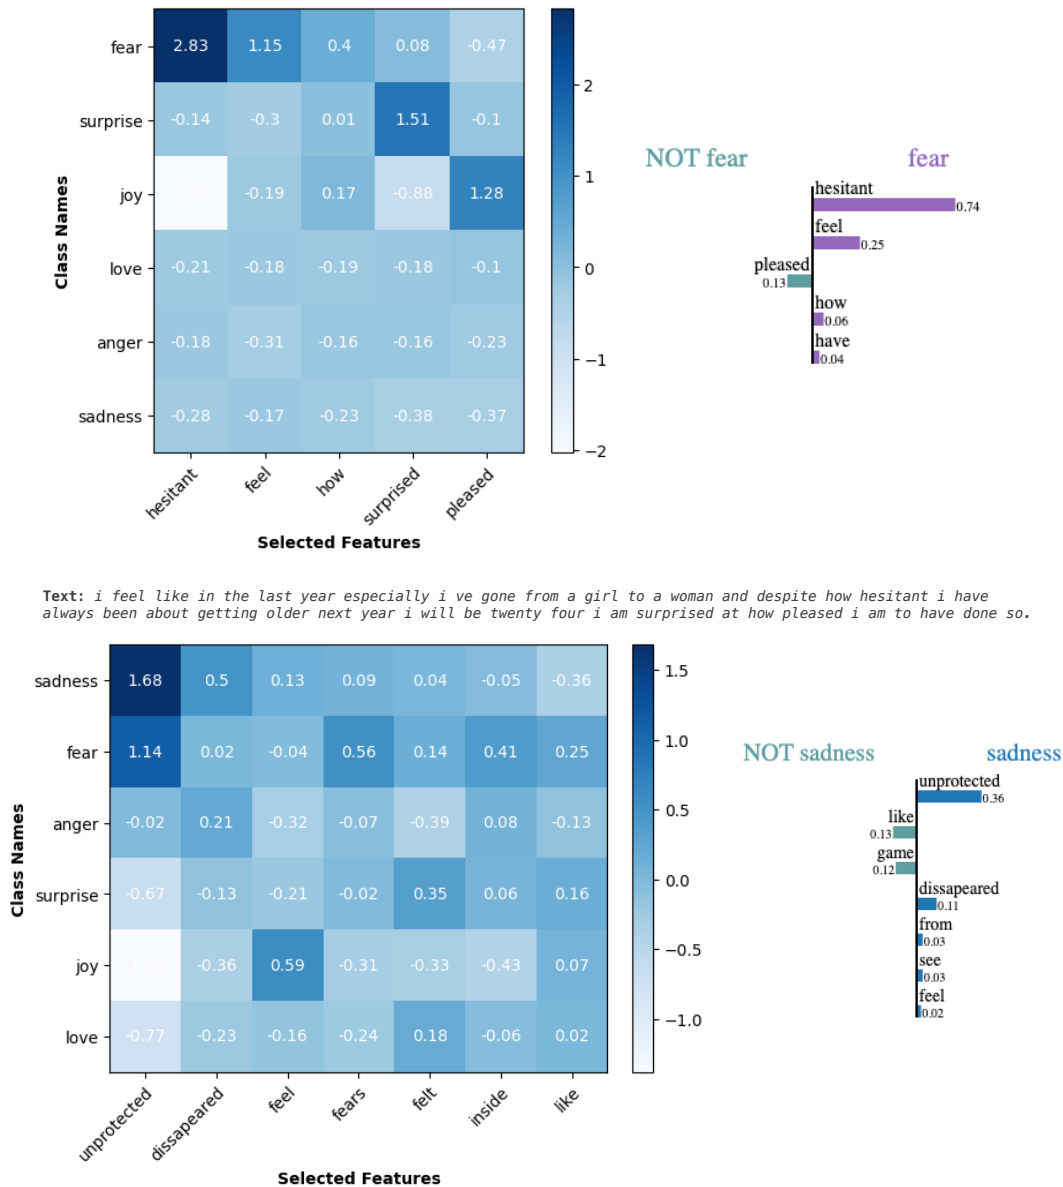 fear 2.83 1.15 0.4 0.08 -0.47
surprise -0.14 -0.3 0.01 1.51 -0.1
joy -0.19 0.17 -0.88 1.28
love -0.21 -0.18 -0.19 -0.18 -0.1
anger -0.18 -0.31 -0.16 -0.16 -0.23
sadness -0.28 -0.17 -0.23 -0.38 -0.37
Class Names
hesitant feel how surprised pleased
Selected Features
2
1
0
−1
−2
NOT fear fear
hesitant
0.74
feel
0.25
pleased
0.13
how
0.06
have
0.04
Text: i feel like in the last year especially i ve gone from a girl to a woman and despite how hesitant i have
always been about getting older next year i will be twenty four i am surprised at how pleased i am to have done so.
sadness 1.68 0.5 0.13 0.09 0.04 -0.05 -0.36
fear 1.14 0.02 -0.04 0.56 0.14 0.41 0.25
anger -0.02 0.21 -0.32 -0.07 -0.39 0.08 -0.13
surprise -0.67 -0.13 -0.21 -0.02 0.35 0.06 0.16
joy -0.36 0.59 -0.31 -0.33 -0.43 0.07
love -0.77 -0.23 -0.16 -0.24 0.18 -0.06 0.02
Class Names
unprotected dissapeared feel fears felt inside like
Selected Features
1.5
1.0
0.5
0.0
−0.5
−1.0
NOT sadness sadness
unprotected
0.36
like
0.13
game
0.12
dissapeared
0.11
from
0.03
see
0.03
feel
0.02